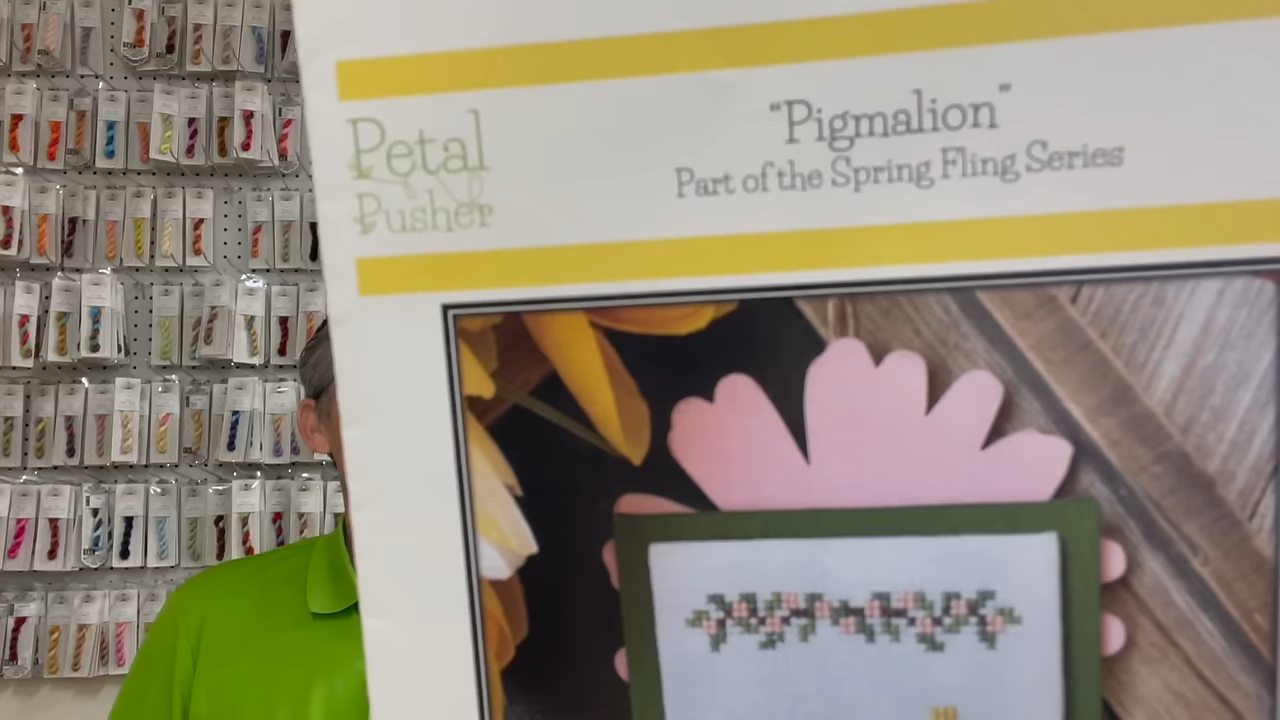 Petal
Pusher
“Pigmalion”
Part of the Spring Fling Series